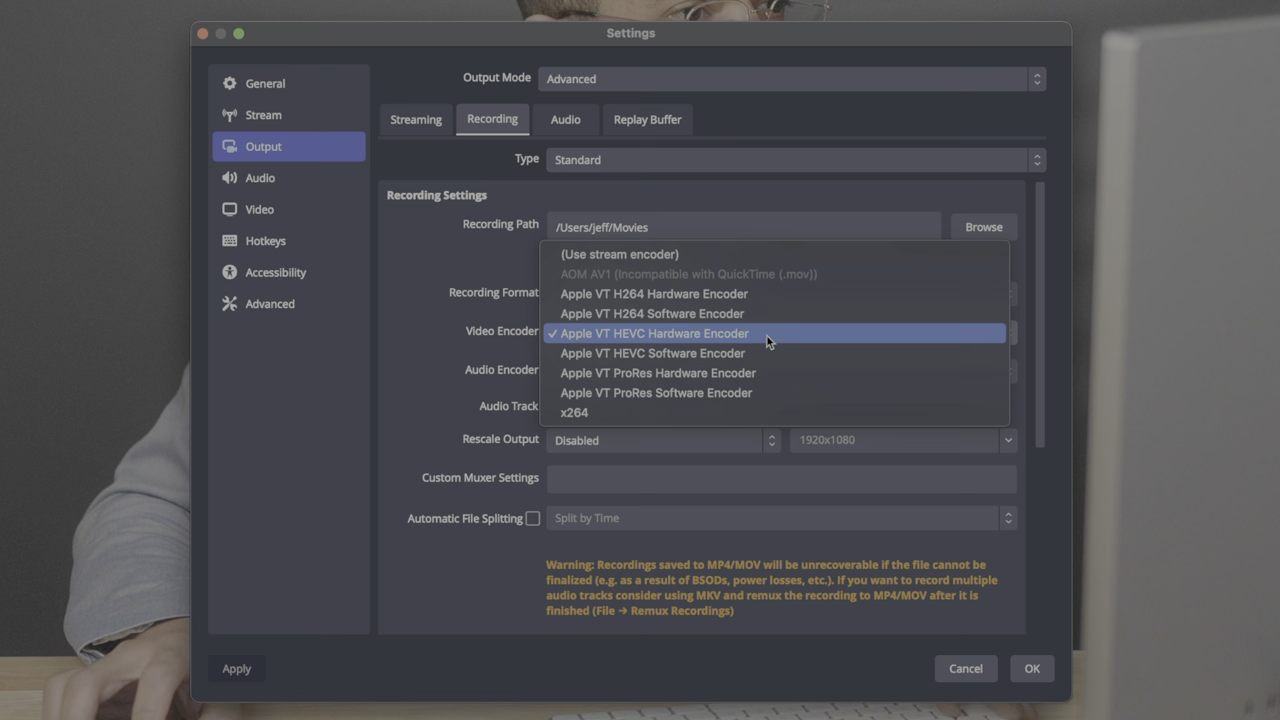 Settings
General
Stream
Output
Audio
Video
Hotkeys
Accessibility
Advanced
Output Mode
Advanced
Streaming
Recording
Audio
Replay Buffer
Type
Standard
Recording Settings
Recording Path
/Users/jeff/Movies
Browse
Recording Format
Video Encoder
Audio Encoder
Audio Track
(Use stream encoder)
AOM AV1 (Incompatible with QuickTime (.mov))
Apple VT H264 Hardware Encoder
Apple VT H264 Software Encoder
✓ Apple VT HEVC Hardware Encoder
Apple VT HEVC Software Encoder
Apple VT ProRes Hardware Encoder
Apple VT ProRes Software Encoder
x264
Rescale Output
Disabled
1920x1080
Custom Muxer Settings
Automatic File Splitting
Split by Time
Warning: Recordings saved to MP4/MOV will be unrecoverable if the file cannot be
finalized (e.g. as a result of BSODs, power losses, etc.). If you want to record multiple
audio tracks consider using MKV and remux the recording to MP4/MOV after it is
finished (File → Remux Recordings)
Apply
Cancel
OK